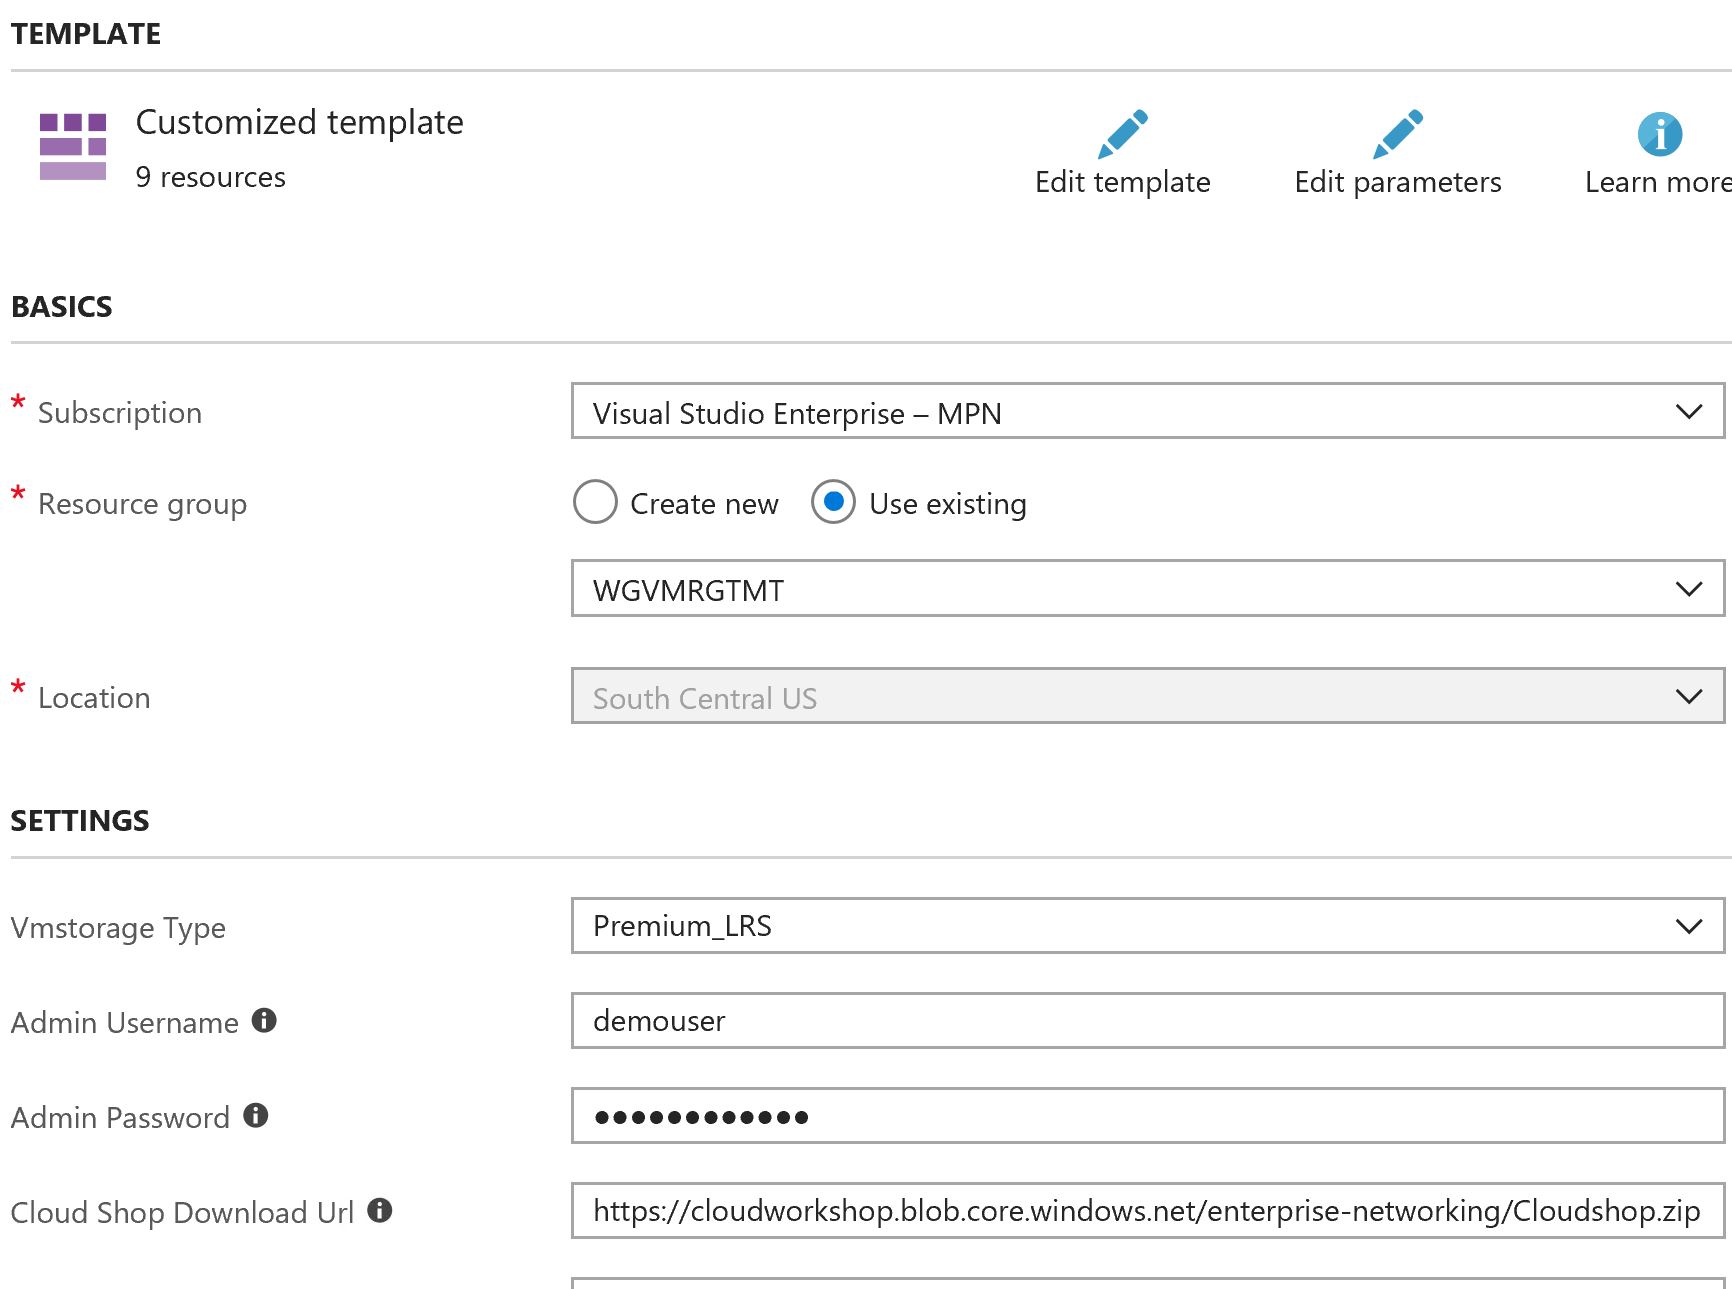 TEMPLATE
Customized template
9 resources
Edit template
Edit parameters
Learn more
BASICS
* Subscription
Visual Studio Enterprise – MPN
* Resource group
Create new
Use existing
WGVMRGTMT
* Location
South Central US
SETTINGS
Vmstorage Type
Premium_LRS
Admin Username
demouser
Admin Password
••••••••••••
Cloud Shop Download Url
https://cloudworkshop.blob.core.windows.net/enterprise-networking/Cloudshop.zip